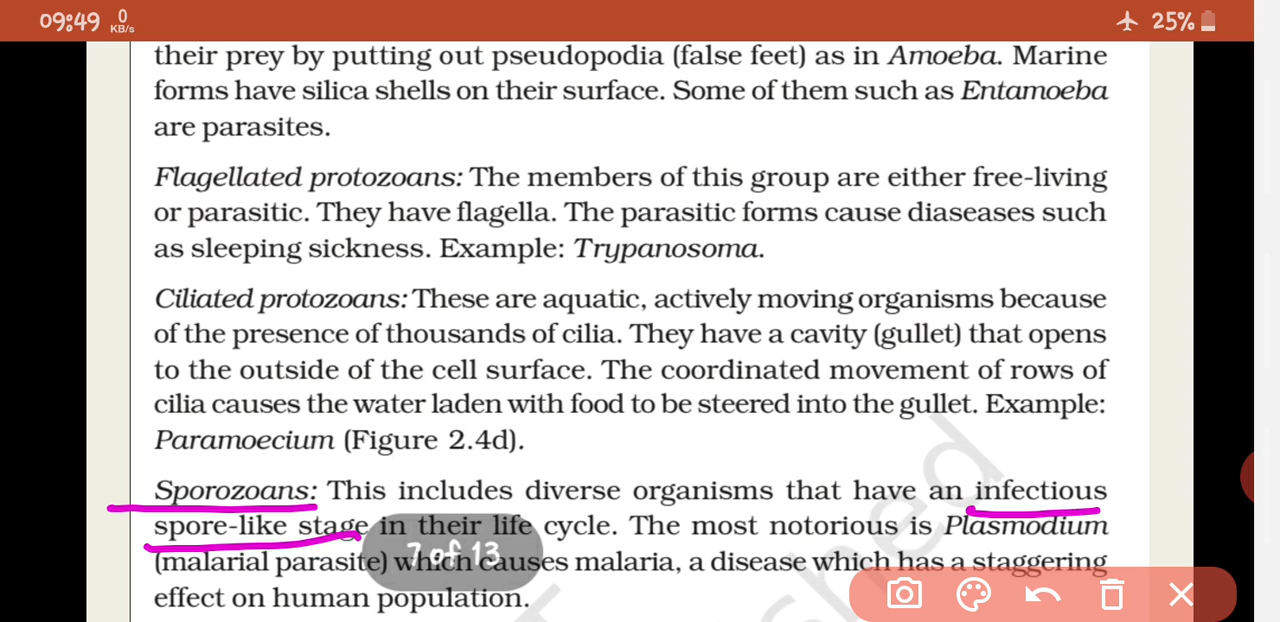 09:49 0 KB/s 25%
their prey by putting out pseudopodia (false feet) as in Amoeba. Marine
forms have silica shells on their surface. Some of them such as Entamoeba
are parasites.
Flagellated protozoans: The members of this group are either free-living
or parasitic. They have flagella. The parasitic forms cause diaseases such
as sleeping sickness. Example: Trypanosoma.
Ciliated protozoans: These are aquatic, actively moving organisms because
of the presence of thousands of cilia. They have a cavity (gullet) that opens
to the outside of the cell surface. The coordinated movement of rows of
cilia causes the water laden with food to be steered into the gullet. Example:
Paramoecium (Figure 2.4d).
Sporozoans: This includes diverse organisms that have an infectious
spore-like stage in their life cycle. The most notorious is Plasmodium
(malarial parasite) which causes malaria, a disease which has a staggering
effect on human population.
7 of 13